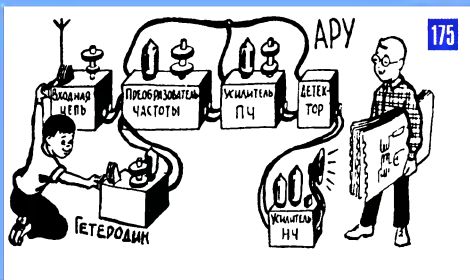 АРУ
175
ВХОДНАЯ
ЦЕПЬ
ПРЕОБРАЗОВАТЕЛЬ
ЧАСТОТЫ
УСИЛИТЕЛЬ
ПЧ
ДЕТЕК-
ТОР
ГЕТЕРОДИН
УСИЛИТЕЛЬ
НЧ